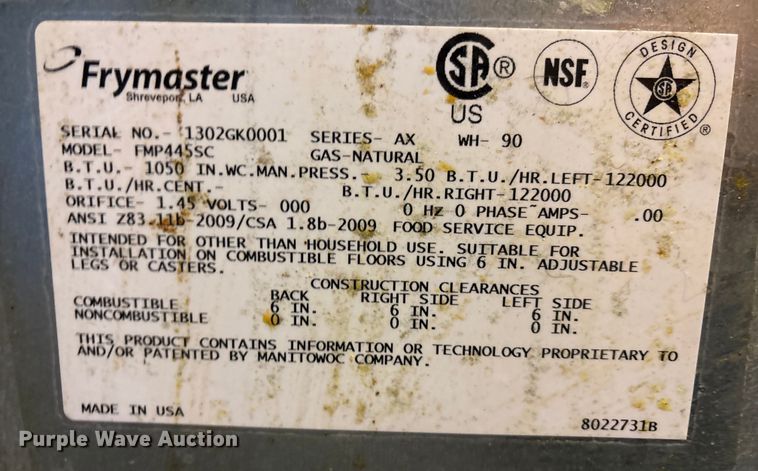 Frymaster
Shreveport, LA USA
SA ® US
NSF®
DESIGN CERTIFIED ®
SERIAL NO.- 1302GK0001 SERIES- AX WH- 90
MODEL- FMP445SC GAS-NATURAL
B.T.U.- 1050 IN.WC.MAN.PRESS. - 3.50 B.T.U./HR.LEFT-122000
B.T.U./HR.CENT.- B.T.U./HR.RIGHT-122000
ORIFICE- 1.45 VOLTS- 000 0 Hz 0 PHASE AMPS- .00
ANSI Z83.11b-2009/CSA 1.8b-2009 FOOD SERVICE EQUIP.
INTENDED FOR OTHER THAN HOUSEHOLD USE. SUITABLE FOR
INSTALLATION ON COMBUSTIBLE FLOORS USING 6 IN. ADJUSTABLE
LEGS OR CASTERS.
CONSTRUCTION CLEARANCES
BACK RIGHT SIDE LEFT SIDE
COMBUSTIBLE 6 IN. 6 IN. 6 IN.
NONCOMBUSTIBLE 0 IN. 0 IN. 0 IN.
THIS PRODUCT CONTAINS INFORMATION OR TECHNOLOGY PROPRIETARY TO
AND/OR PATENTED BY MANITOWOC COMPANY.
MADE IN USA 8022731B
Purple Wave Auction